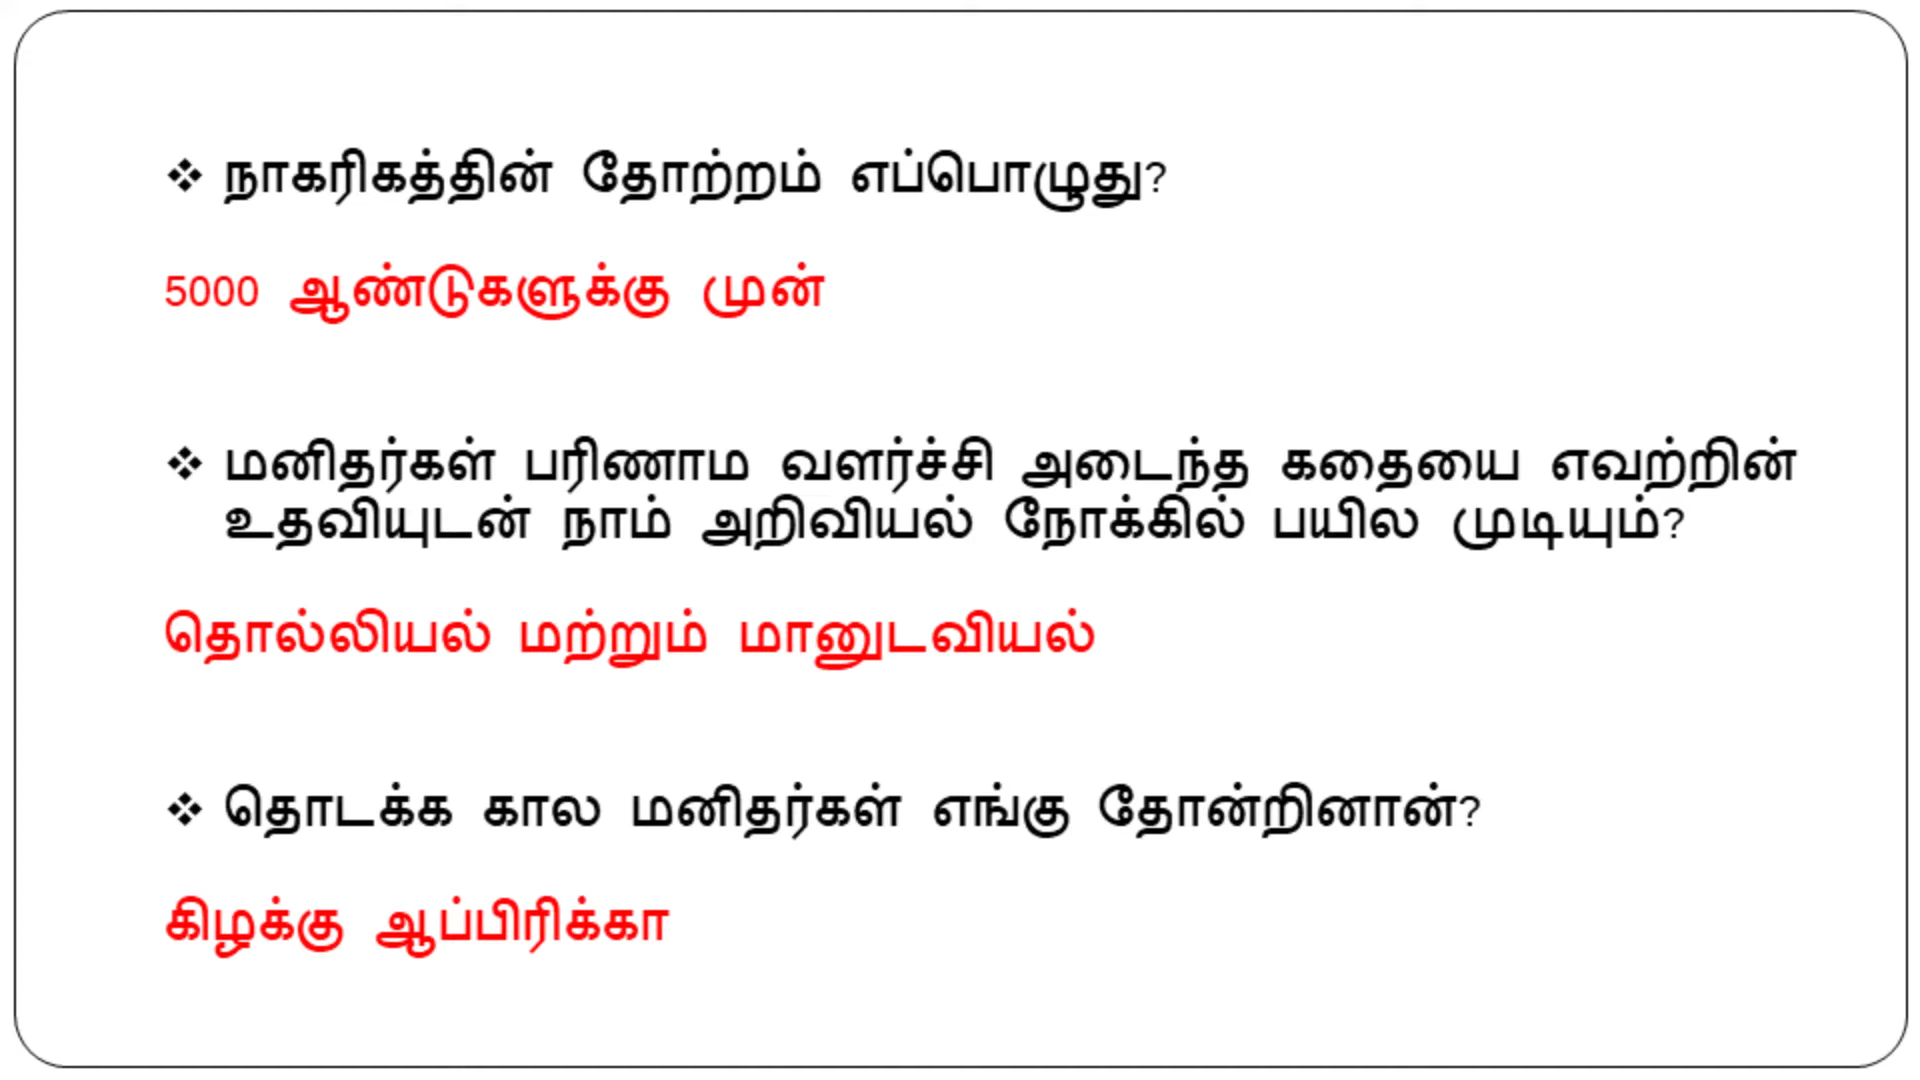 ❖ நாகரிகத்தின் தோற்றம் எப்பொழுது?
5000 ஆண்டுகளுக்கு முன்
❖ மனிதர்கள் பரிணாம வளர்ச்சி அடைந்த கதையை எவற்றின்
உதவியுடன் நாம் அறிவியல் நோக்கில் பயில முடியும்?
தொல்லியல் மற்றும் மானுடவியல்
❖ தொடக்க கால மனிதர்கள் எங்கு தோன்றினான்?
கிழக்கு ஆப்பிரிக்கா